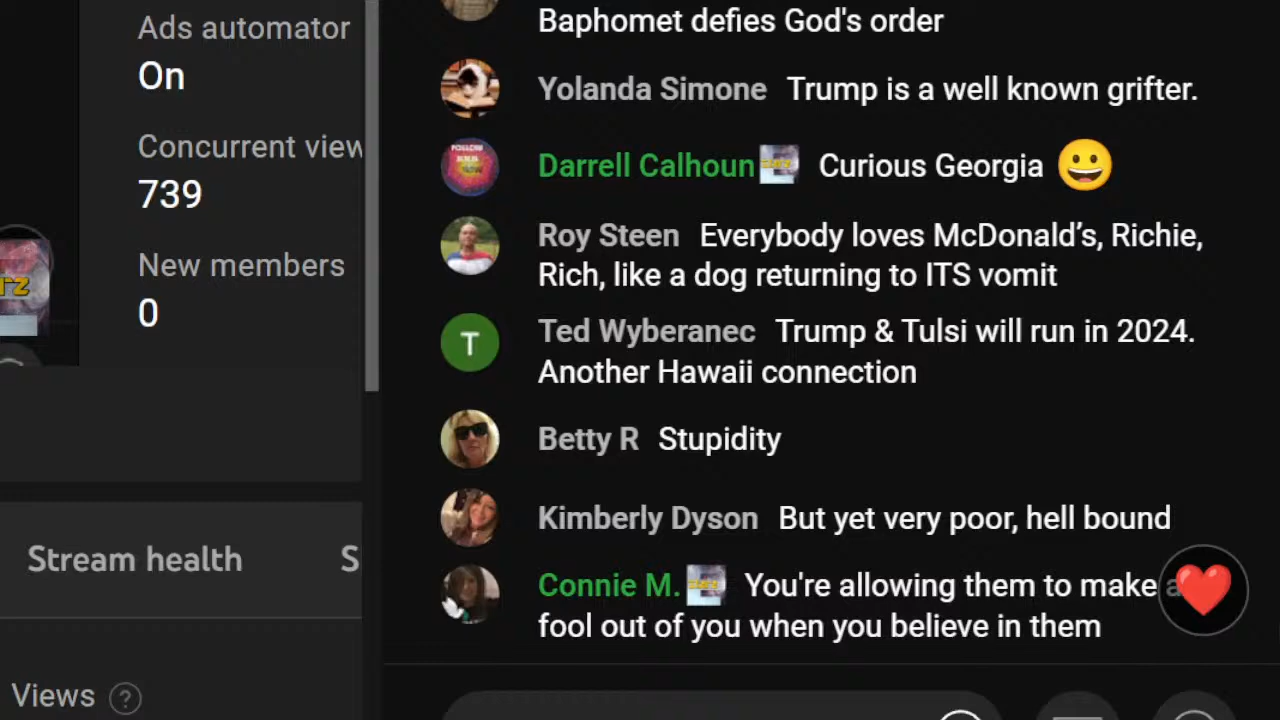 Ads automator
On
Concurrent view
739
New members
0
Stream health
S
Views ?
Baphomet defies God's order
Yolanda Simone Trump is a well known grifter.
Darrell Calhoun Curious Georgia 😀
Roy Steen Everybody loves McDonald’s, Richie,
Rich, like a dog returning to ITS vomit
T
Ted Wyberanec Trump & Tulsi will run in 2024.
Another Hawaii connection
Betty R Stupidity
Kimberly Dyson But yet very poor, hell bound
Connie M. You're allowing them to make a
fool out of you when you believe in them